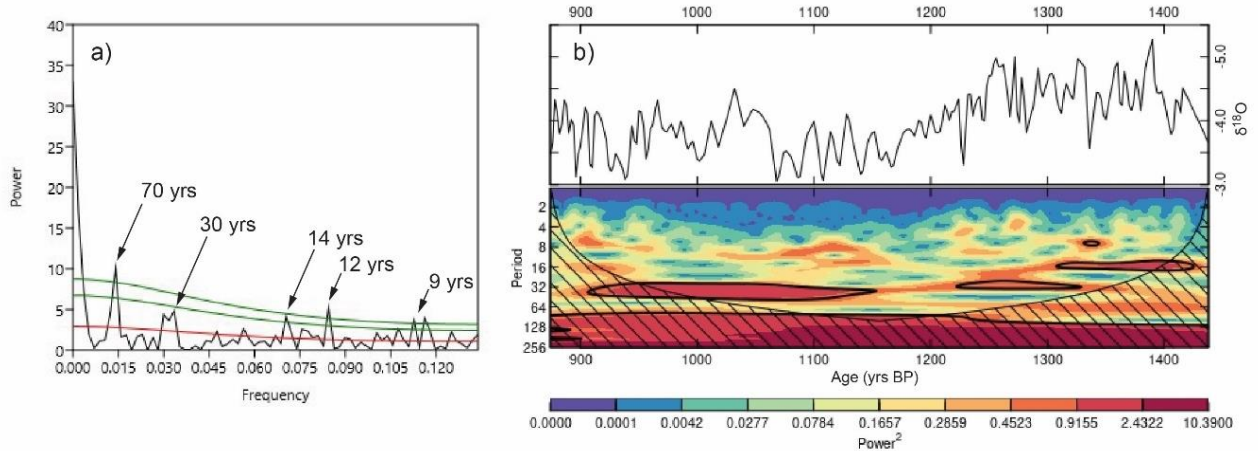 a)
40
35
30
25
20
15
10
5
0
Power
70 yrs
30 yrs
14 yrs
12 yrs
9 yrs
0.000 0.015 0.030 0.045 0.060 0.075 0.090 0.105 0.120
Frequency
900 1000 1100 1200 1300 1400
b)
-5.0
-4.0
-3.0
δ18O
2
4
8
16
32
64
128
256
Period
900 1000 1100 1200 1300 1400
Age (yrs BP)
0.0000 0.0001 0.0042 0.0277 0.0784 0.1657 0.2859 0.4523 0.9155 2.4322 10.3900
Power2